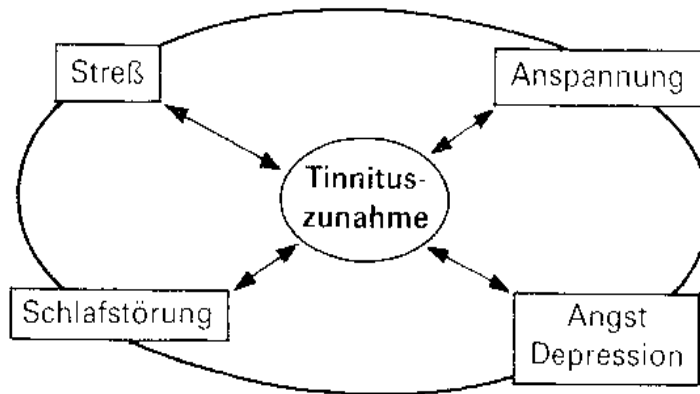 Streß
Anspannung
Tinnitus-
zunahme
Schlafstörung
Angst
Depression